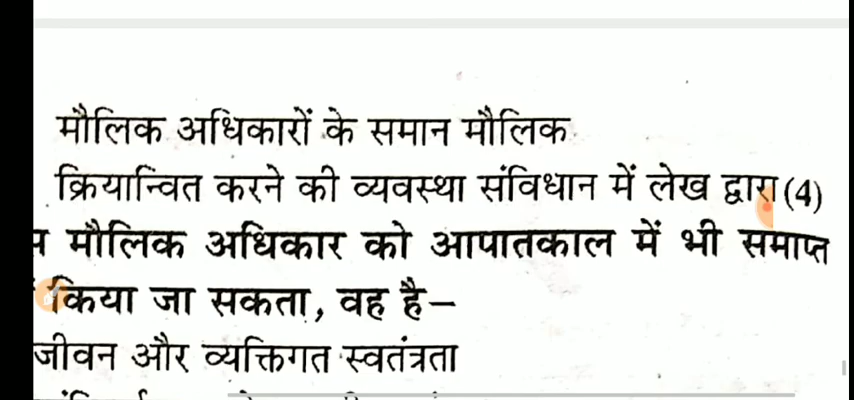 मौलिक अधिकारों के समान मौलिक
क्रियान्वित करने की व्यवस्था संविधान में लेख द्वारा (4)
मौलिक अधिकार को आपातकाल में भी समाप्त
किया जा सकता, वह है–
जीवन और व्यक्तिगत स्वतंत्रता